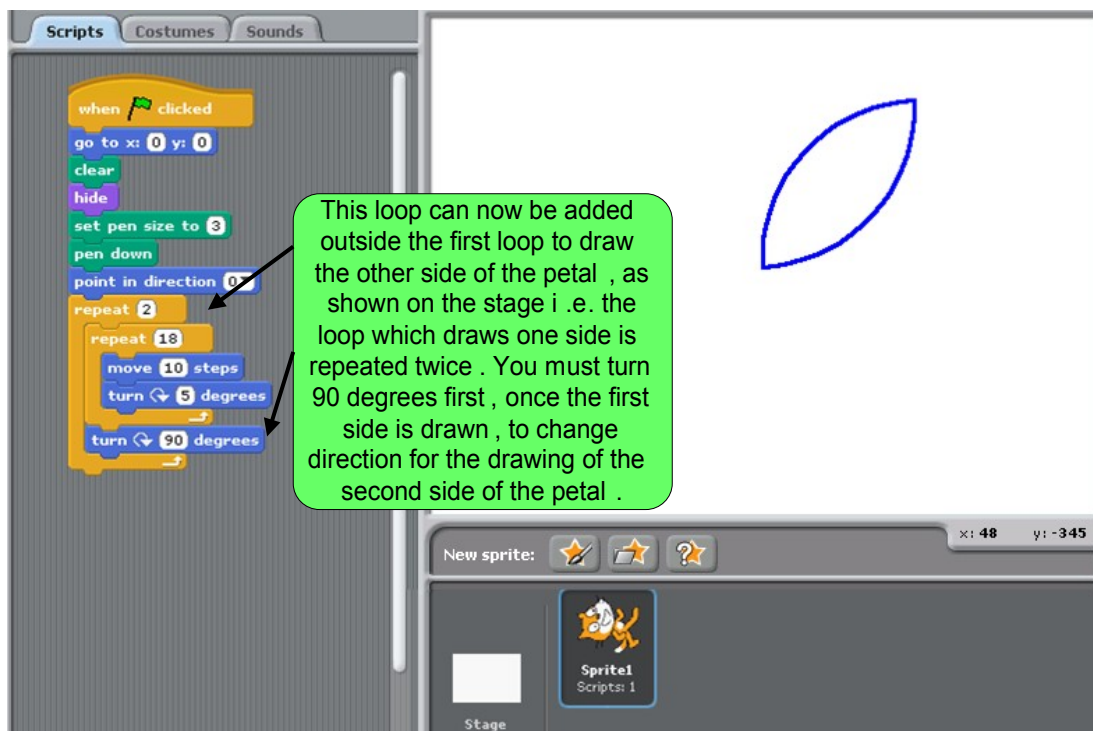 Scripts Costumes Sounds
when clicked
go to x: 0 y: 0
clear
hide
set pen size to 3
pen down
point in direction 0
repeat 2
repeat 18
move 10 steps
turn 5 degrees
turn 90 degrees
This loop can now be added
outside the first loop to draw
the other side of the petal , as
shown on the stage i .e. the
loop which draws one side is
repeated twice . You must turn
90 degrees first , once the first
side is drawn , to change
direction for the drawing of the
second side of the petal .
x: 48 y: -345
New sprite:
Sprite1
Scripts: 1
Stage